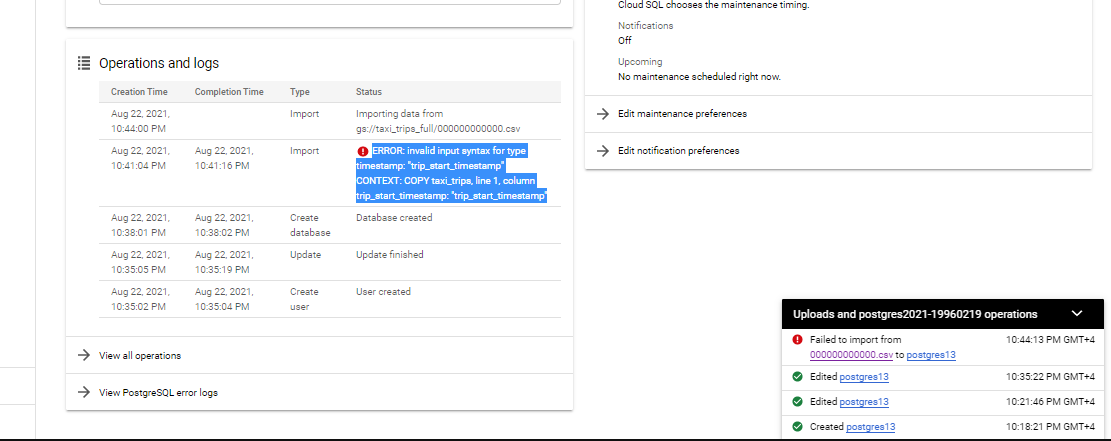 Cloud SQL chooses the maintenance timing.
Notifications
Off
Upcoming
No maintenance scheduled right now.
Edit maintenance preferences
Edit notification preferences
Operations and logs
Creation Time Completion Time Type Status
Aug 22, 2021, Import Importing data from
10:44:00 PM gs://taxi_trips_full/000000000000.csv
Aug 22, 2021, Aug 22, 2021, Import ERROR: invalid input syntax for type
10:41:04 PM 10:41:16 PM timestamp: "trip_start_timestamp"
CONTEXT: COPY taxi_trips, line 1, column
trip_start_timestamp: "trip_start_timestamp"
Aug 22, 2021, Aug 22, 2021, Create Database created
10:38:01 PM 10:38:02 PM database
Aug 22, 2021, Aug 22, 2021, Update Update finished
10:35:05 PM 10:35:19 PM
Aug 22, 2021, Aug 22, 2021, Create User created
10:35:02 PM 10:35:04 PM user
View all operations
View PostgreSQL error logs
Uploads and postgres2021-19960219 operations
Failed to import from 10:44:13 PM GMT+4
000000000000.csv to postgres13
Edited postgres13 10:35:22 PM GMT+4
Edited postgres13 10:21:46 PM GMT+4
Created postgres13 10:18:21 PM GMT+4